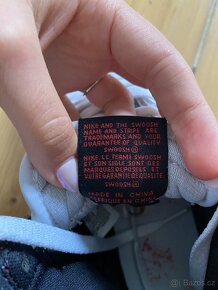 NIKE AND THE SWOOSH
NAME AND STRIPE ARE
TRADEMARKS AND YOUR
GUARANTEE OF QUALITY
SWOOSH
NIKE, LE TERME SWOOSH
ET SON SIGLE SONT DES
MARQUES DEPOSEES ET
VOTRE GARANTIE DE QUALITE.
SWOOSH
MADE IN CHINA
FABRIQUE EN CHINE
bazos.cz